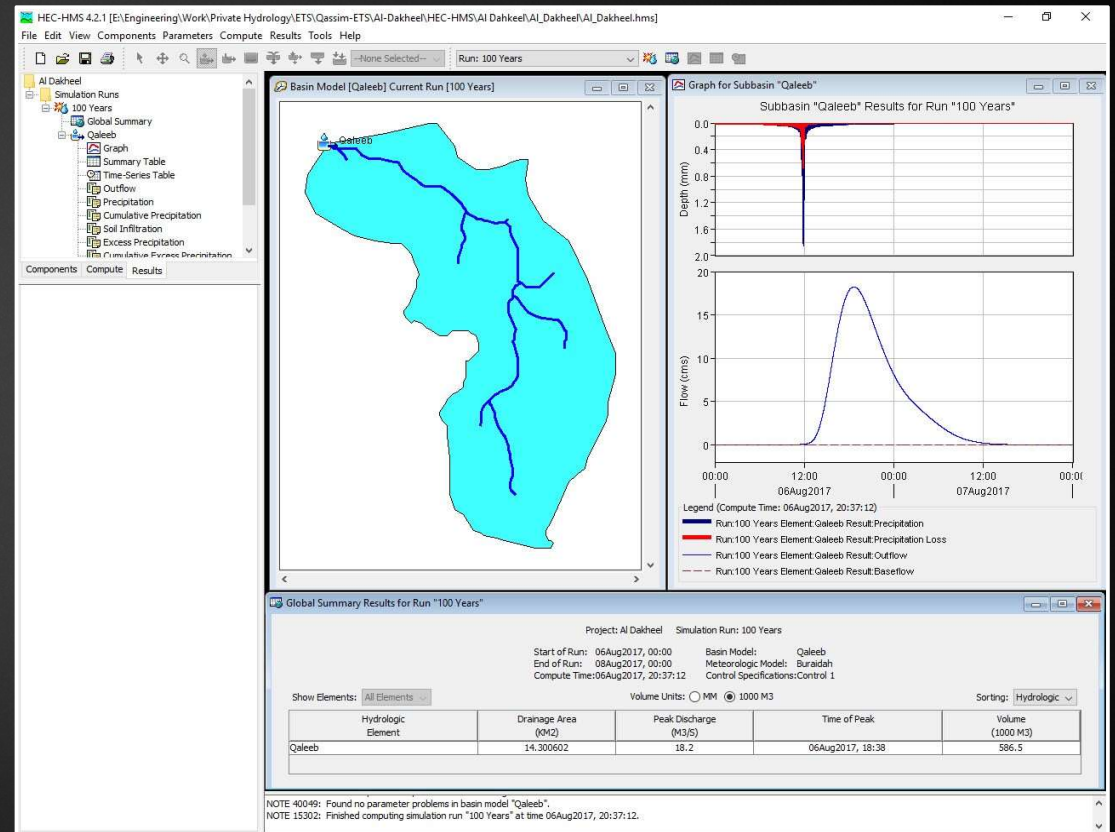 HEC-HMS 4.2.1 [E:\Engineering\Work\Private Hydrology\ETS\Qassim-ETS\Al-Dakheel\HEC-HMS\Al Dahkeel\Al_Dakheel\Al_Dakheel.hms]
File Edit View Components Parameters Compute Results Tools Help
--None Selected-- Run: 100 Years
Al Dakheel
Simulation Runs
100 Years
Global Summary
Qaleeb
Graph
Summary Table
Time-Series Table
Outflow
Precipitation
Cumulative Precipitation
Soil Infiltration
Excess Precipitation
Cumulative Excess Precipitation
Components Compute Results
Basin Model [Qaleeb] Current Run [100 Years]
Qaleeb
Graph for Subbasin "Qaleeb"
Subbasin "Qaleeb" Results for Run "100 Years"
Depth (mm)
0.0
0.4
0.8
1.2
1.6
2.0
Flow (cms)
20
15
10
5
0
00:00 12:00 00:00 12:00 00:00
06Aug2017 07Aug2017
Legend (Compute Time: 06Aug2017, 20:37:12)
Run:100 Years Element:Qaleeb Result:Precipitation
Run:100 Years Element:Qaleeb Result:Precipitation Loss
Run:100 Years Element:Qaleeb Result:Outflow
Run:100 Years Element:Qaleeb Result:Baseflow
Global Summary Results for Run "100 Years"
Project: Al Dakheel Simulation Run: 100 Years
Start of Run: 06Aug2017, 00:00 Basin Model: Qaleeb
End of Run: 08Aug2017, 00:00 Meteorologic Model: Buraidah
Compute Time:06Aug2017, 20:37:12 Control Specifications:Control 1
Show Elements: All Elements Volume Units: MM 1000 M3 Sorting: Hydrologic
Hydrologic Drainage Area Peak Discharge Time of Peak Volume
Element (KM2) (M3/S) (1000 M3)
Qaleeb 14.300602 18.2 06Aug2017, 18:38 586.5
NOTE 40049: Found no parameter problems in basin model "Qaleeb".
NOTE 15302: Finished computing simulation run "100 Years" at time 06Aug2017, 20:37:12.